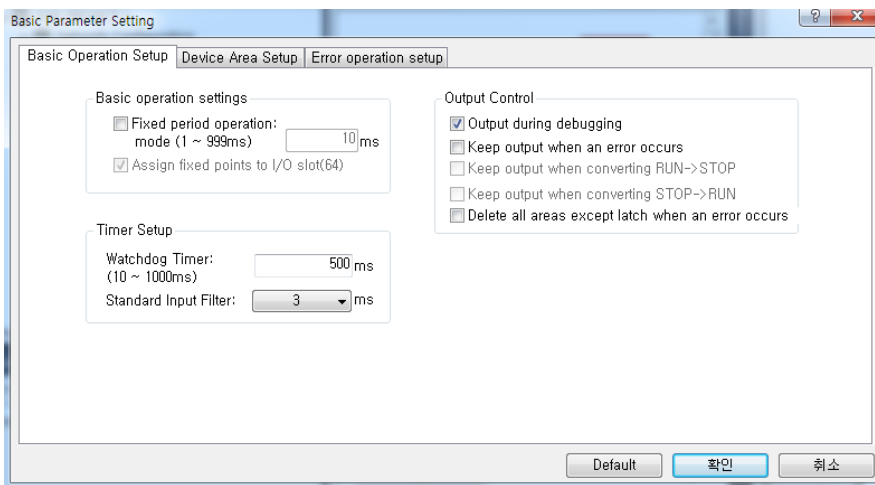 Basic Parameter Setting
?
Basic Operation Setup
Device Area Setup
Error operation setup
Basic operation settings
Fixed period operation:
mode (1 ~ 999ms)
10 ms
Assign fixed points to I/O slot(64)
Timer Setup
Watchdog Timer:
(10 ~ 1000ms)
500 ms
Standard Input Filter: 3 ms
Output Control
Output during debugging
Keep output when an error occurs
Keep output when converting RUN->STOP
Keep output when converting STOP->RUN
Delete all areas except latch when an error occurs
Default
확인
취소